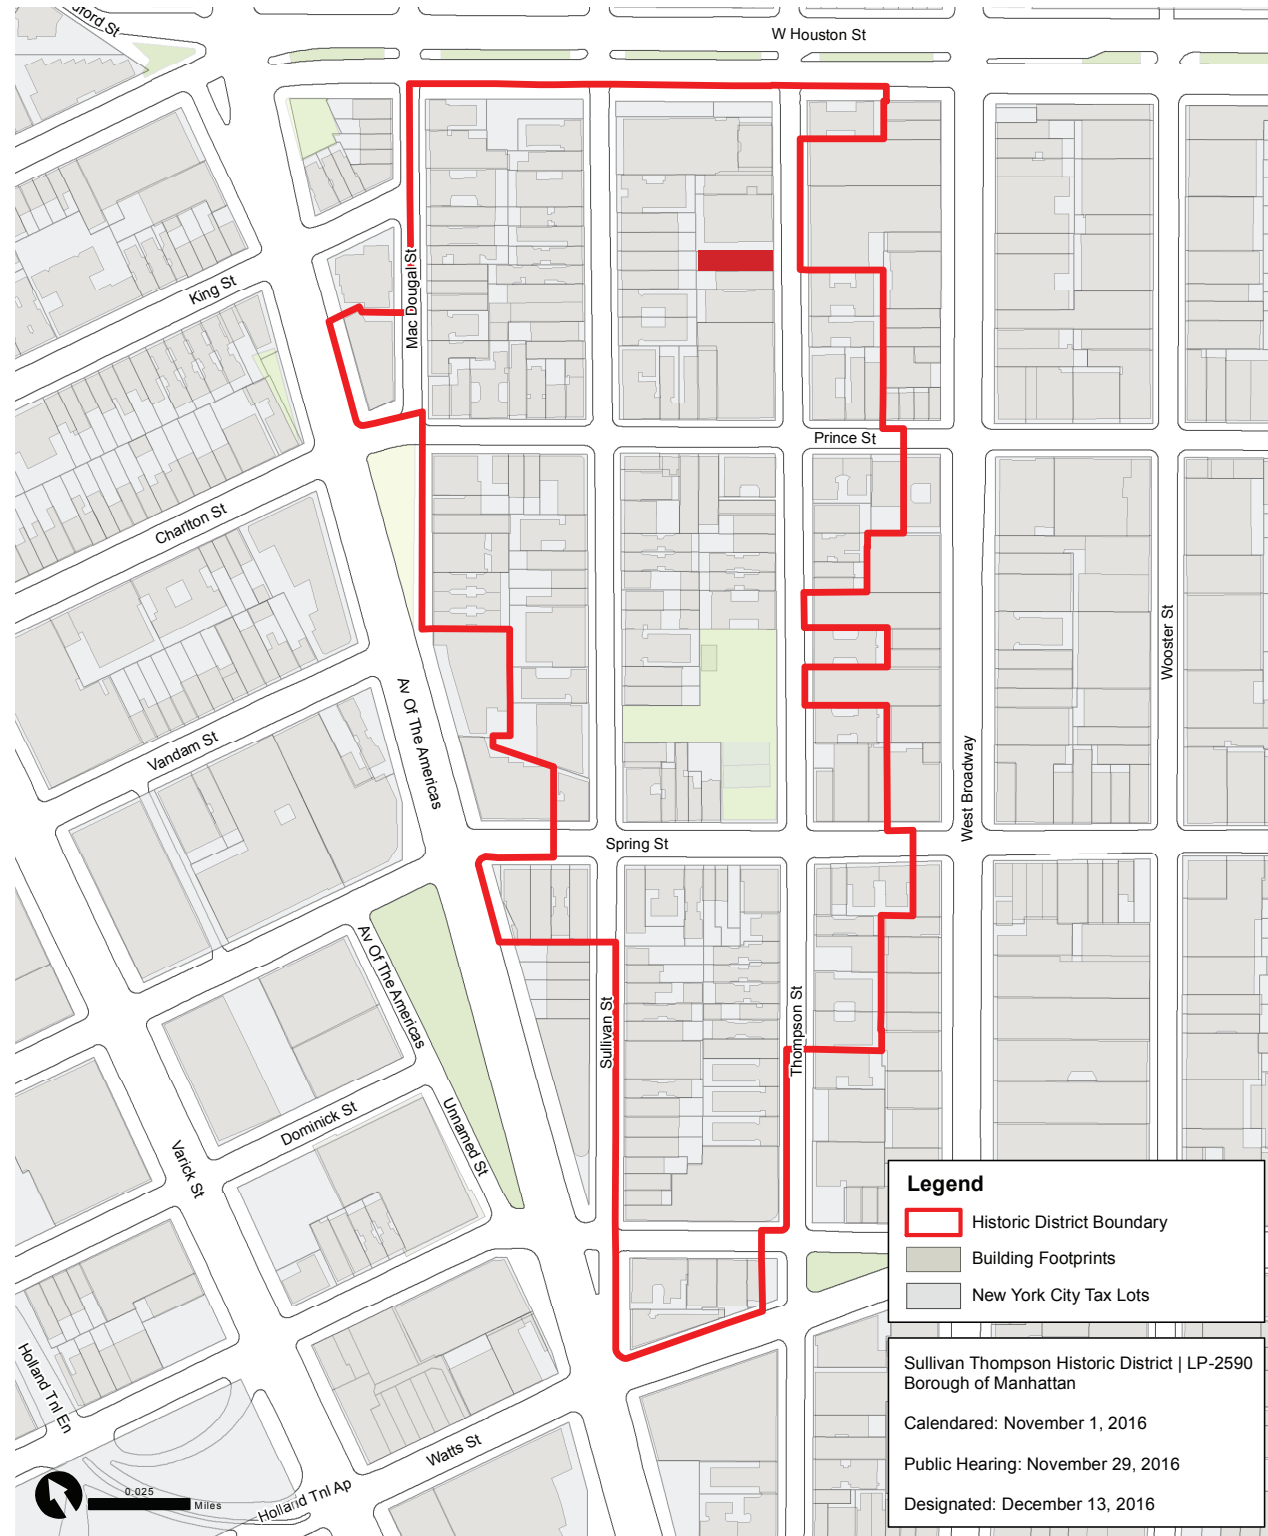 dford St
W Houston St
Mac Dougal St
King St
Prince St
Charlton St
Wooster St
Av Of The Americas
Vandam St
West Broadway
Spring St
Av Of The Americas
Sullivan St
Thompson St
Unnamed St
Dominick St
Varick St
Holland Tnl En
Watts St
Holland Tnl Ap
0.025
Miles
Legend
Historic District Boundary
Building Footprints
New York City Tax Lots
Sullivan Thompson Historic District | LP-2590
Borough of Manhattan
Calendared: November 1, 2016
Public Hearing: November 29, 2016
Designated: December 13, 2016